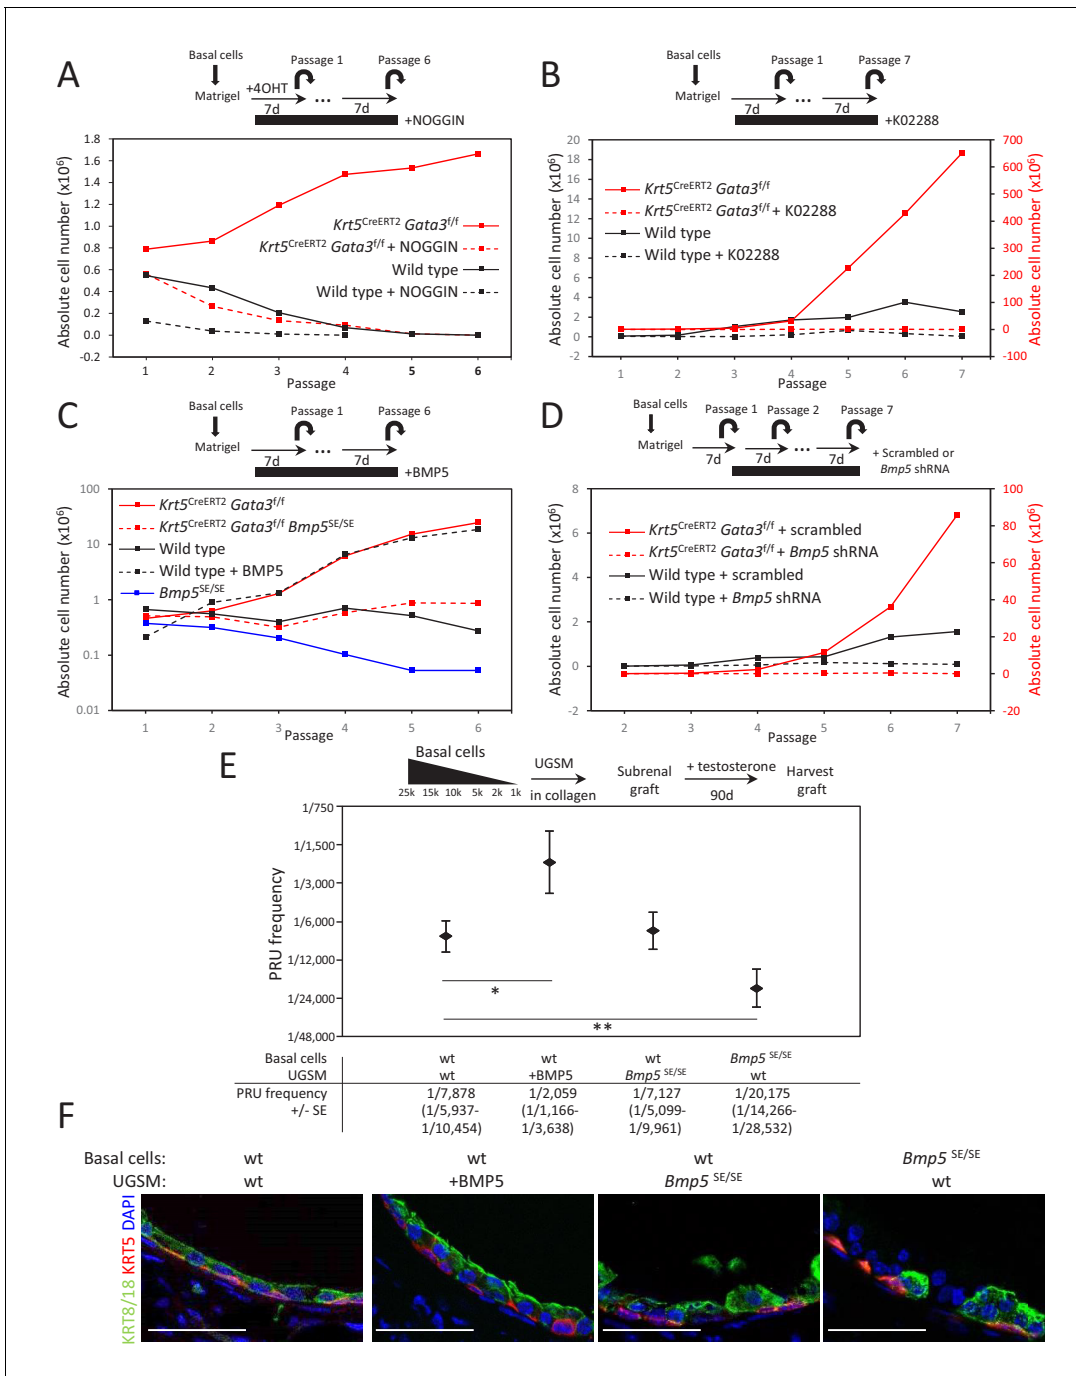 A
Basal cells
Passage 1
Passage 6
Matrigel
+4OHT
...
7d
7d
+NOGGIN
Absolute cell number (x10⁶)
1.8
1.6
1.4
1.2
1.0
0.8
0.6
0.4
0.2
0.0
-0.2
Krt5CreERT2 Gata3f/f
Krt5CreERT2 Gata3f/f + NOGGIN
Wild type
Wild type + NOGGIN
1 2 3 4 5 6
Passage
B
Basal cells
Passage 1
Passage 7
Matrigel
...
7d
7d
+K02288
Absolute cell number (x10⁶)
20
18
16
14
12
10
8
6
4
2
0
-2
Krt5CreERT2 Gata3f/f
Krt5CreERT2 Gata3f/f + K02288
Wild type
Wild type + K02288
700
600
500
400
300
200
100
0
-100
Absolute cell number (x10⁶)
1 2 3 4 5 6 7
Passage
C
Basal cells
Passage 1
Passage 6
Matrigel
...
7d
7d
+BMP5
Absolute cell number (x10⁶)
100
10
1
0.1
0.01
Krt5CreERT2 Gata3f/f
Krt5CreERT2 Gata3f/f Bmp5SE/SE
Wild type
Wild type + BMP5
Bmp5SE/SE
1 2 3 4 5 6
Passage
D
Basal cells
Passage 1
Passage 2
Passage 7
Matrigel
...
7d
7d
7d
+ Scrambled or
Bmp5 shRNA
Absolute cell number (x10⁶)
8
6
4
2
0
-2
Krt5CreERT2 Gata3f/f + scrambled
Krt5CreERT2 Gata3f/f + Bmp5 shRNA
Wild type + scrambled
Wild type + Bmp5 shRNA
100
80
60
40
20
0
-20
Absolute cell number (x10⁶)
2 3 4 5 6 7
Passage
E
Basal cells
25k 15k 10k 5k 2k 1k
UGSM
in collagen
Subrenal
graft
+ testosterone
90d
Harvest
graft
PRU frequency
1/750
1/1,500
1/3,000
1/6,000
1/12,000
1/24,000
1/48,000
*
**
Basal cells wt wt wt Bmp5 SE/SE
UGSM wt +BMP5 Bmp5 SE/SE wt
PRU frequency 1/7,878 1/2,059 1/7,127 1/20,175
+/- SE (1/5,937- (1/1,166- (1/5,099- (1/14,266-
1/10,454) 1/3,638) 1/9,961) 1/28,532)
F
Basal cells: wt wt wt Bmp5 SE/SE
UGSM: wt +BMP5 Bmp5 SE/SE wt
KRT8/18 KRT5 DAPI